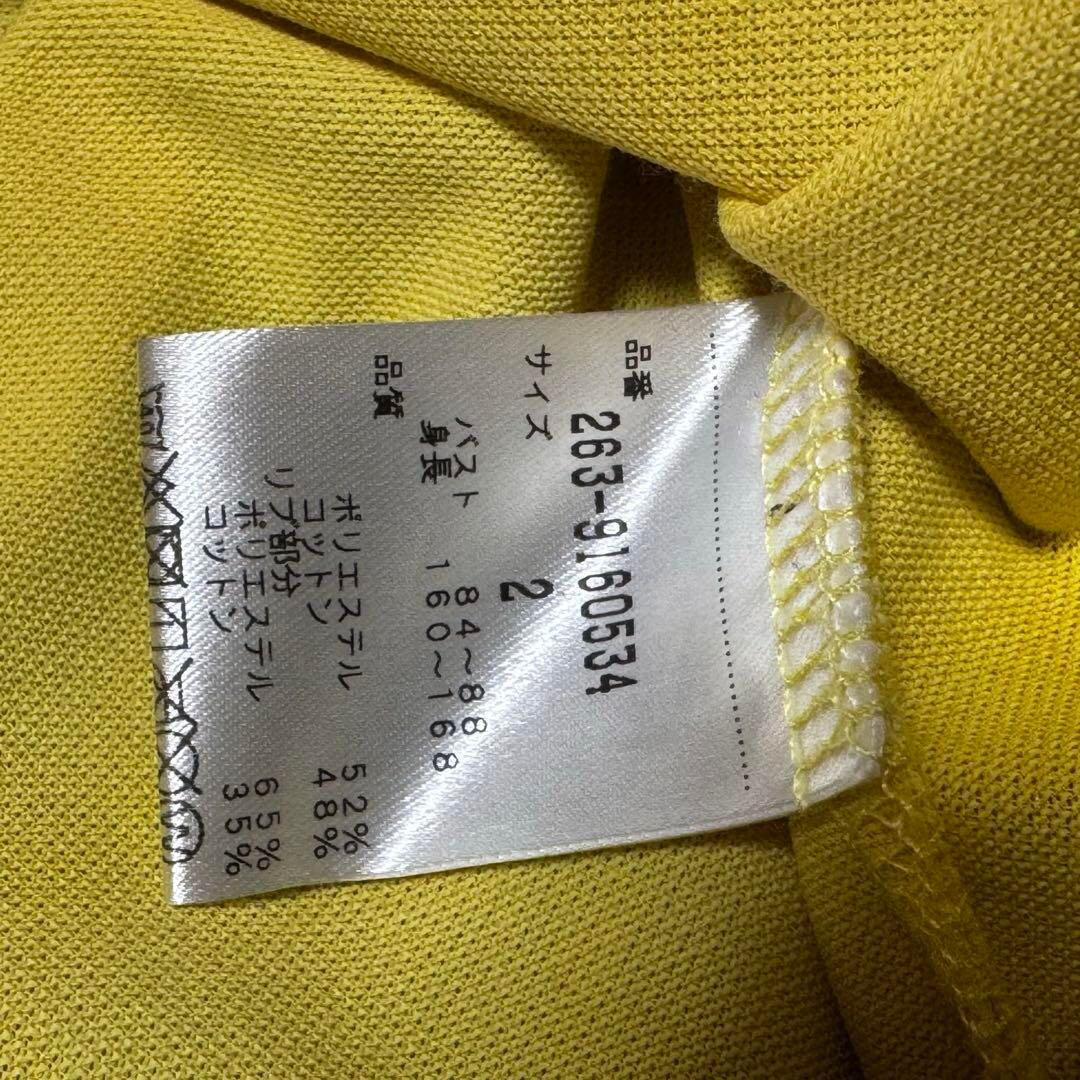 品番 263-9160534
サイズ 2
バスト 84〜88
身長 160〜168
品質
ポリエステル 52%
コットン 48%
リブ部分
ポリエステル 65%
コットン 35%